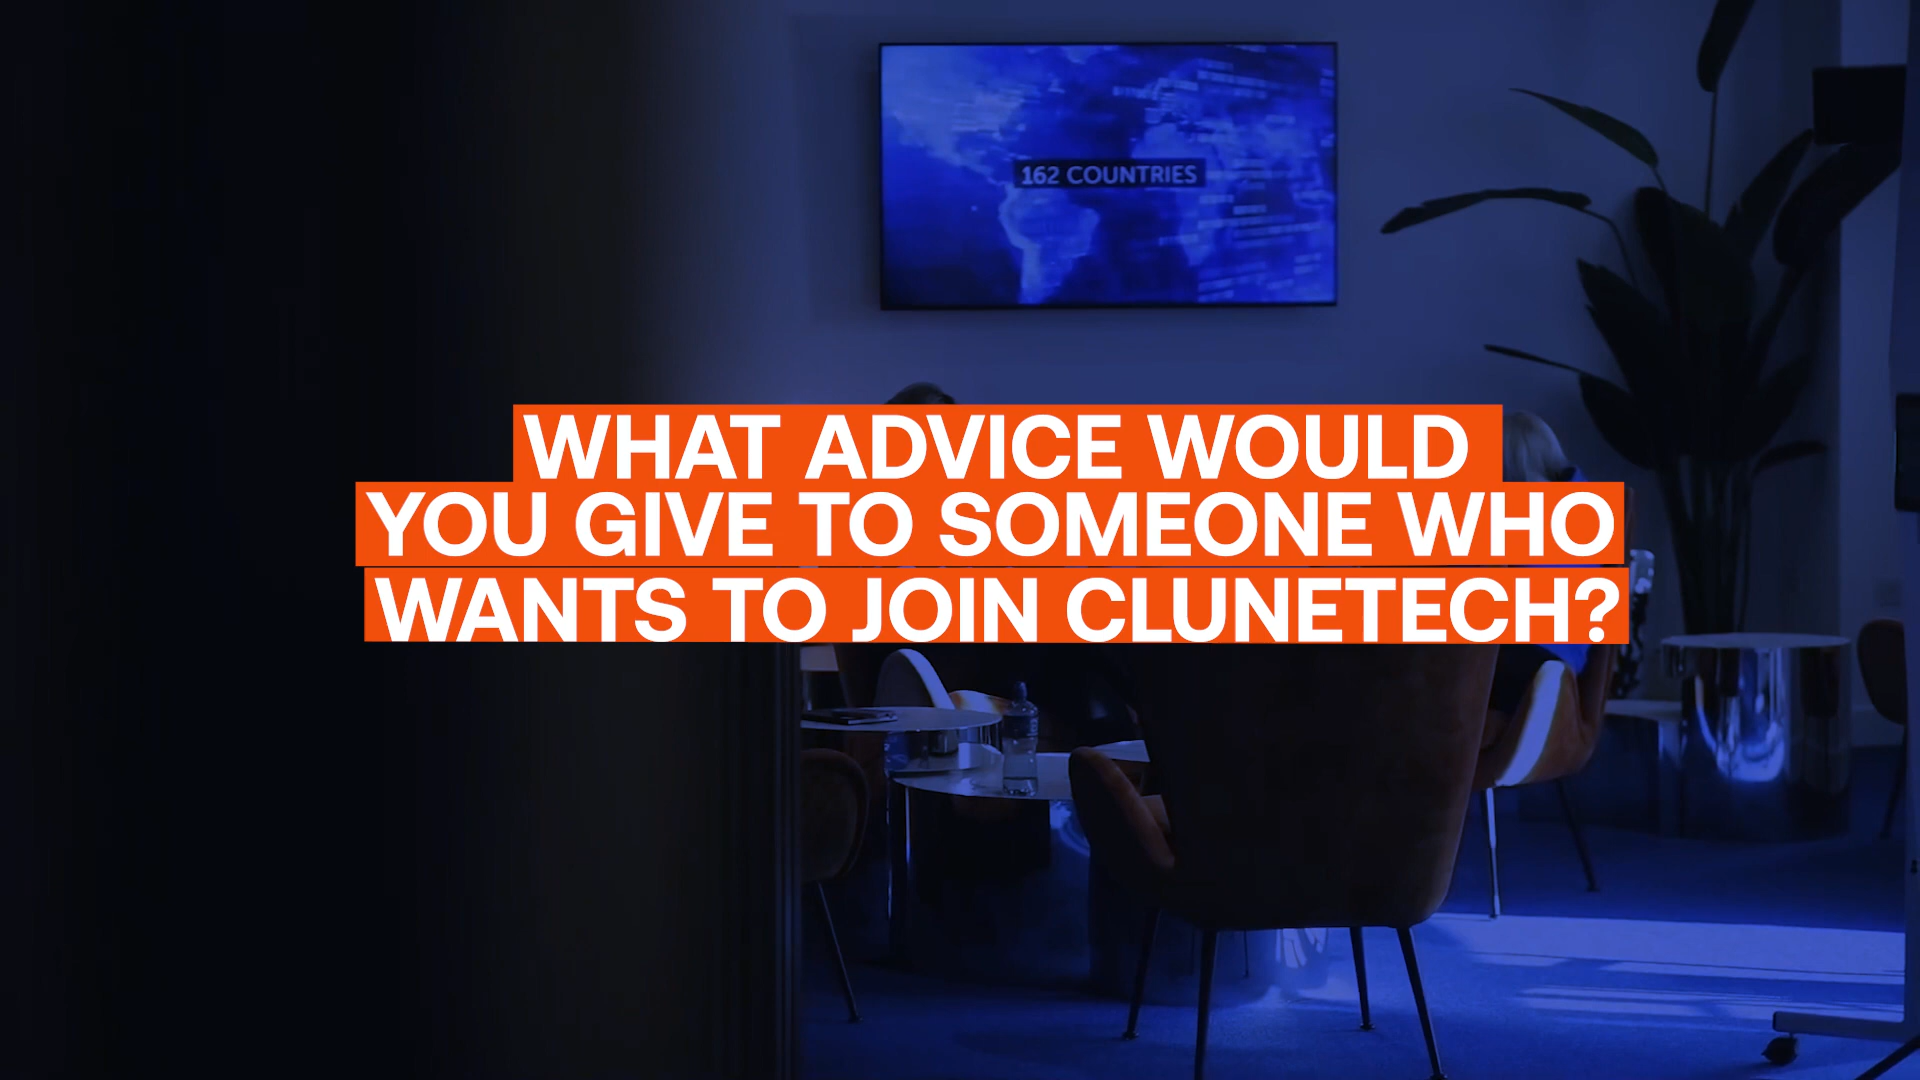 162 COUNTRIES
WHAT ADVICE WOULD
YOU GIVE TO SOMEONE WHO
WANTS TO JOIN CLUNETECH?